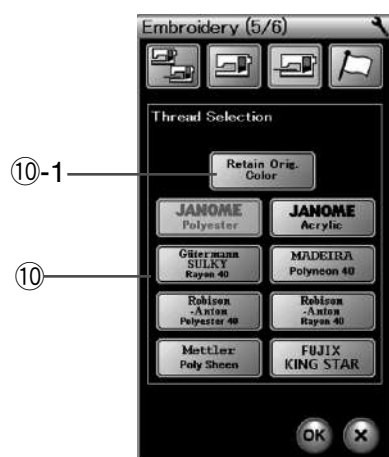 Embroidery (5/6)
Thread Selection
⑩-1
Retain Orig.
Color
JANOME
Polyester
JANOME
Acrylic
⑩
Gütermann
SULKY
Rayon 40
MADEIRA
Polyneon 40
Robison
-Anton
Polyester 40
Robison
-Anton
Rayon 40
Mettler
Poly Sheen
FUJIX
KING STAR
OK
X